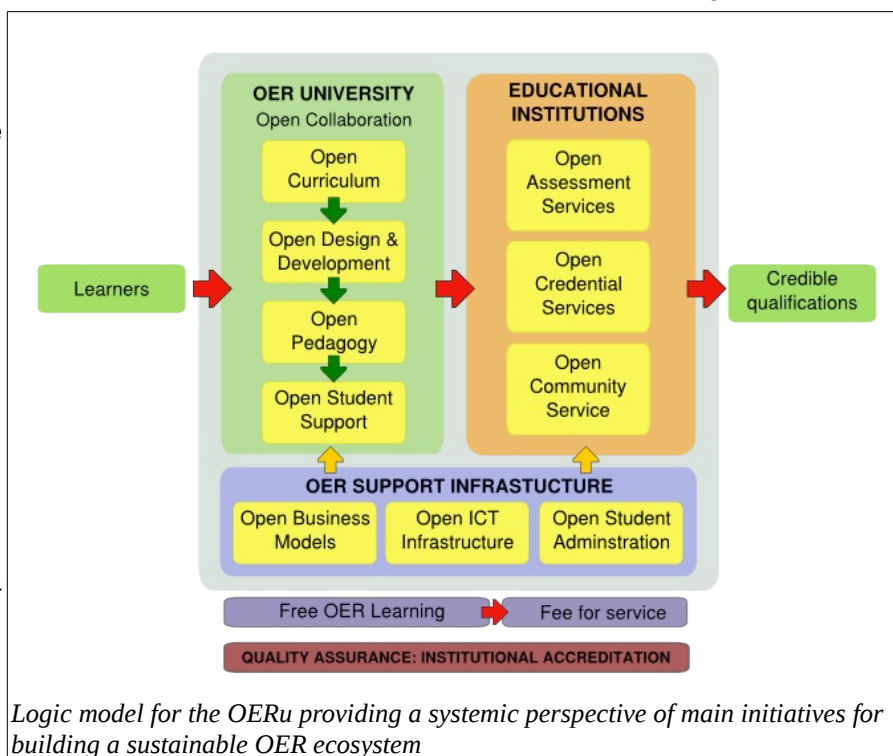 OER UNIVERSITY
Open Collaboration
Open
Curriculum
Open Design &
Development
Open
Pedagogy
Open Student
Support
EDUCATIONAL
INSTITUTIONS
Open
Assessment
Services
Open
Credential
Services
Open
Community
Service
Learners
Credible
qualifications
OER SUPPORT INFRASTUCTURE
Open Business
Models
Open ICT
Infrastructure
Open Student
Adminstration
Free OER Learning
Fee for service
QUALITY ASSURANCE: INSTITUTIONAL ACCREDITATION
Logic model for the OERu providing a systemic perspective of main initiatives for
building a sustainable OER ecosystem